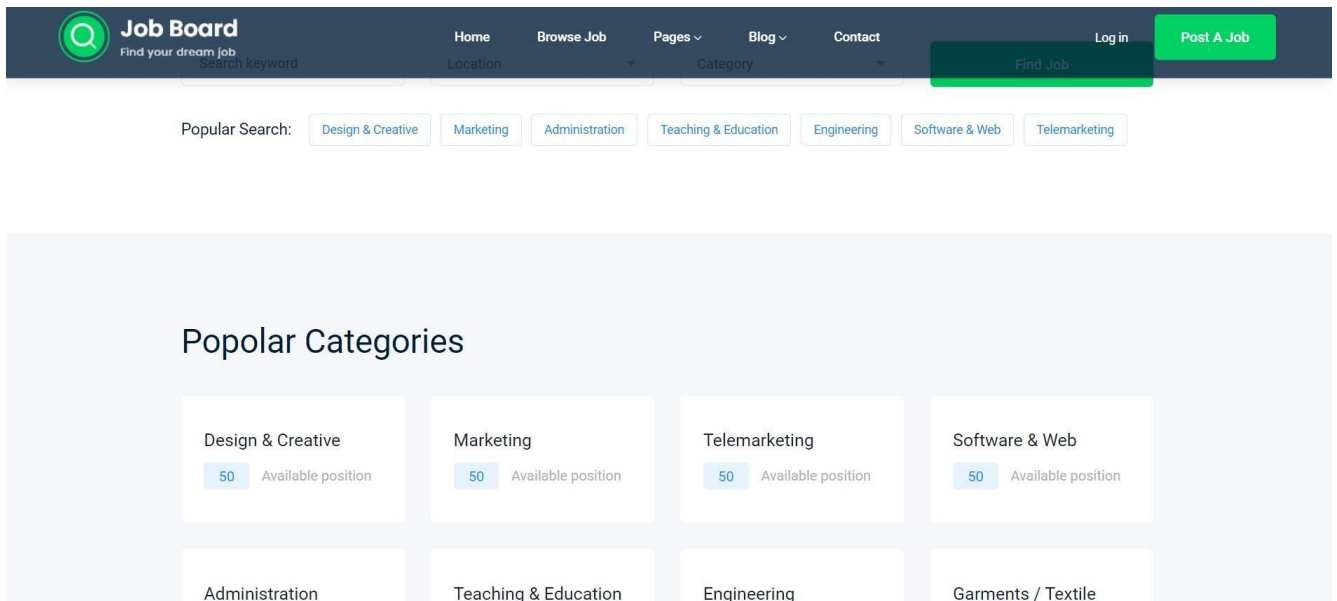 Job Board
Find your dream job
Home Browse Job Pages Blog Contact Log in Post A Job
Search keyword Location Category Find Job
Popular Search: Design & Creative Marketing Administration Teaching & Education Engineering Software & Web Telemarketing
Popolar Categories
Design & Creative Marketing Telemarketing Software & Web
50 Available position 50 Available position 50 Available position 50 Available position
Administration Teaching & Education Engineering Garments / Textile